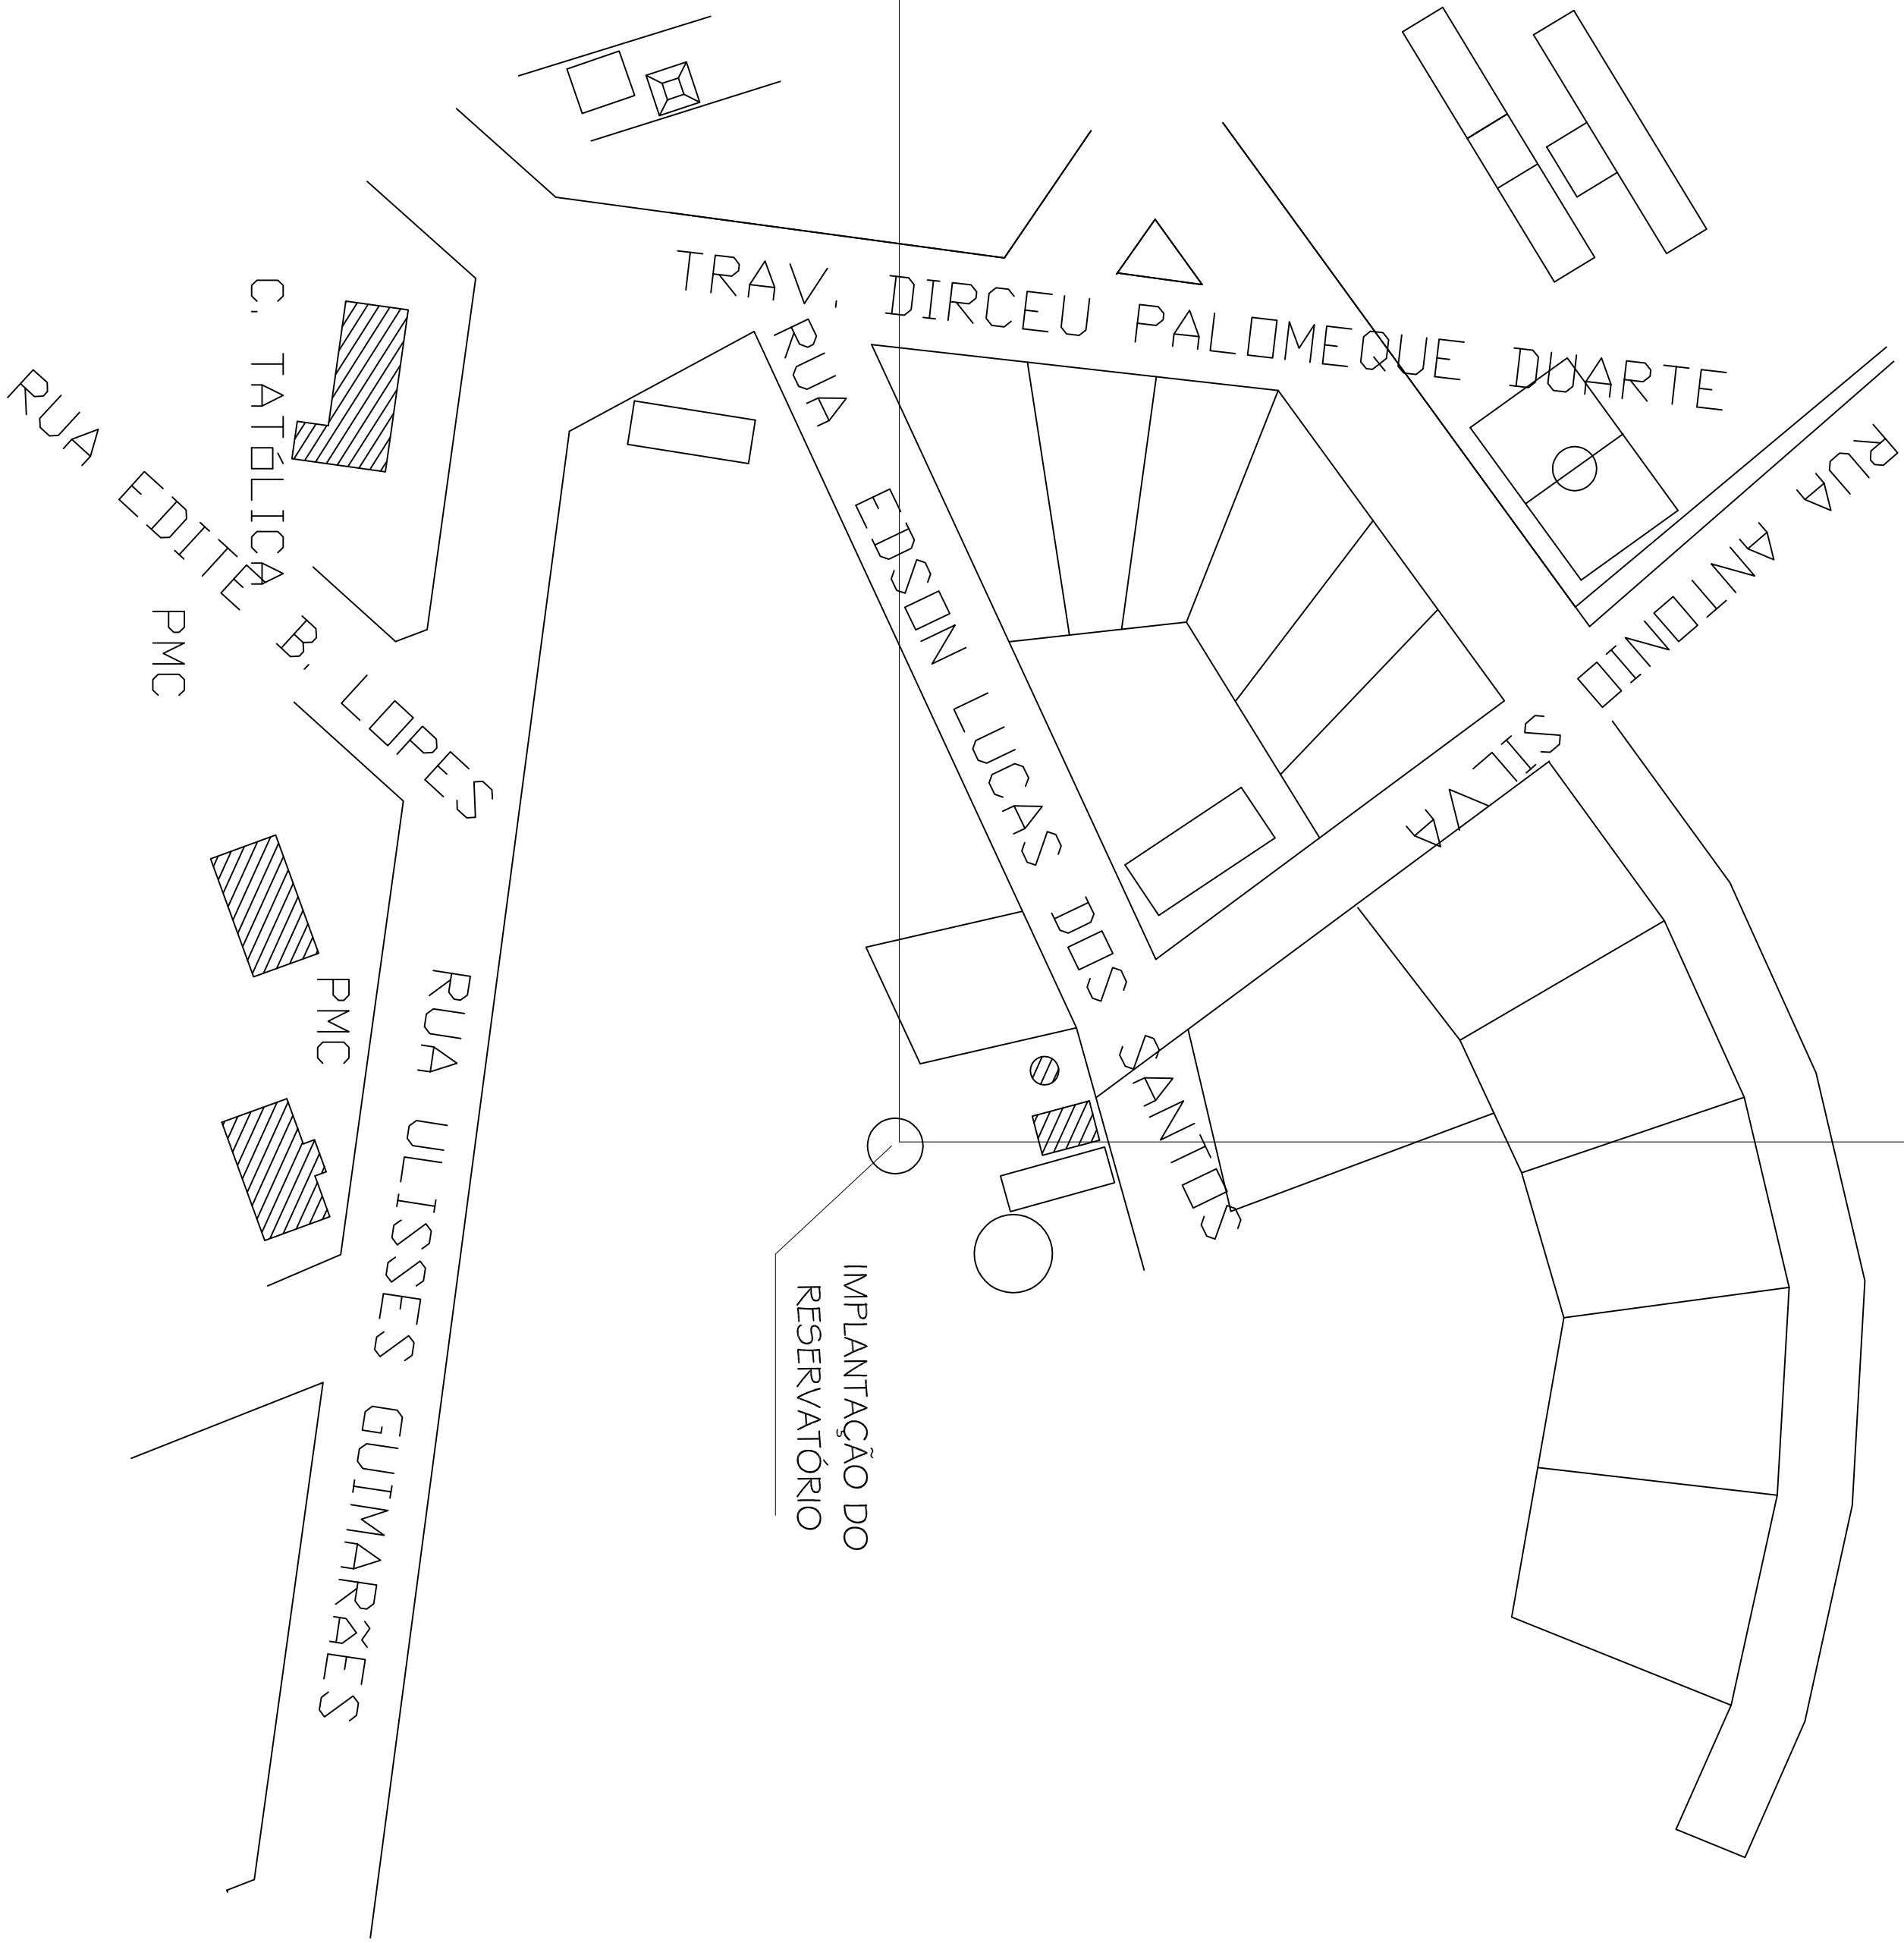 TRAV. DIRCEU PALOMEQUE DUARTE
C. TATÓLICA
RUA EDITE B. LOPES
PMC
PMC
RUA EDSON LUCAS DOS SANTOS
RUA ANTONIO
SILVA
RUA ULISSES GUIMARÃES
IMPLANTAÇÃO DO
RESERVATÓRIO